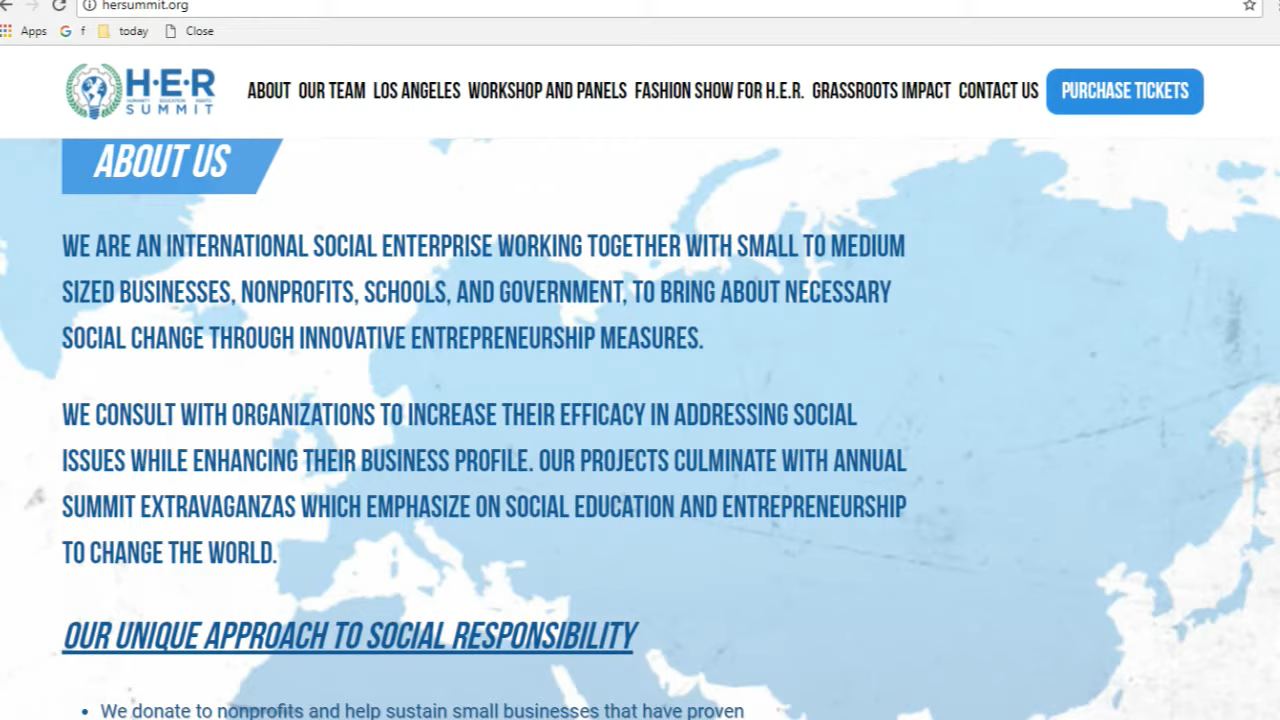 hersummit.org
Apps f today Close
H·E·R
HUMANITY EDUCATION RIGHTS
SUMMIT
ABOUT OUR TEAM LOS ANGELES WORKSHOP AND PANELS FASHION SHOW FOR H.E.R. GRASSROOTS IMPACT CONTACT US PURCHASE TICKETS
ABOUT US
WE ARE AN INTERNATIONAL SOCIAL ENTERPRISE WORKING TOGETHER WITH SMALL TO MEDIUM
SIZED BUSINESSES, NONPROFITS, SCHOOLS, AND GOVERNMENT, TO BRING ABOUT NECESSARY
SOCIAL CHANGE THROUGH INNOVATIVE ENTREPRENEURSHIP MEASURES.
WE CONSULT WITH ORGANIZATIONS TO INCREASE THEIR EFFICACY IN ADDRESSING SOCIAL
ISSUES WHILE ENHANCING THEIR BUSINESS PROFILE. OUR PROJECTS CULMINATE WITH ANNUAL
SUMMIT EXTRAVAGANZAS WHICH EMPHASIZE ON SOCIAL EDUCATION AND ENTREPRENEURSHIP
TO CHANGE THE WORLD.
OUR UNIQUE APPROACH TO SOCIAL RESPONSIBILITY
• We donate to nonprofits and help sustain small businesses that have proven